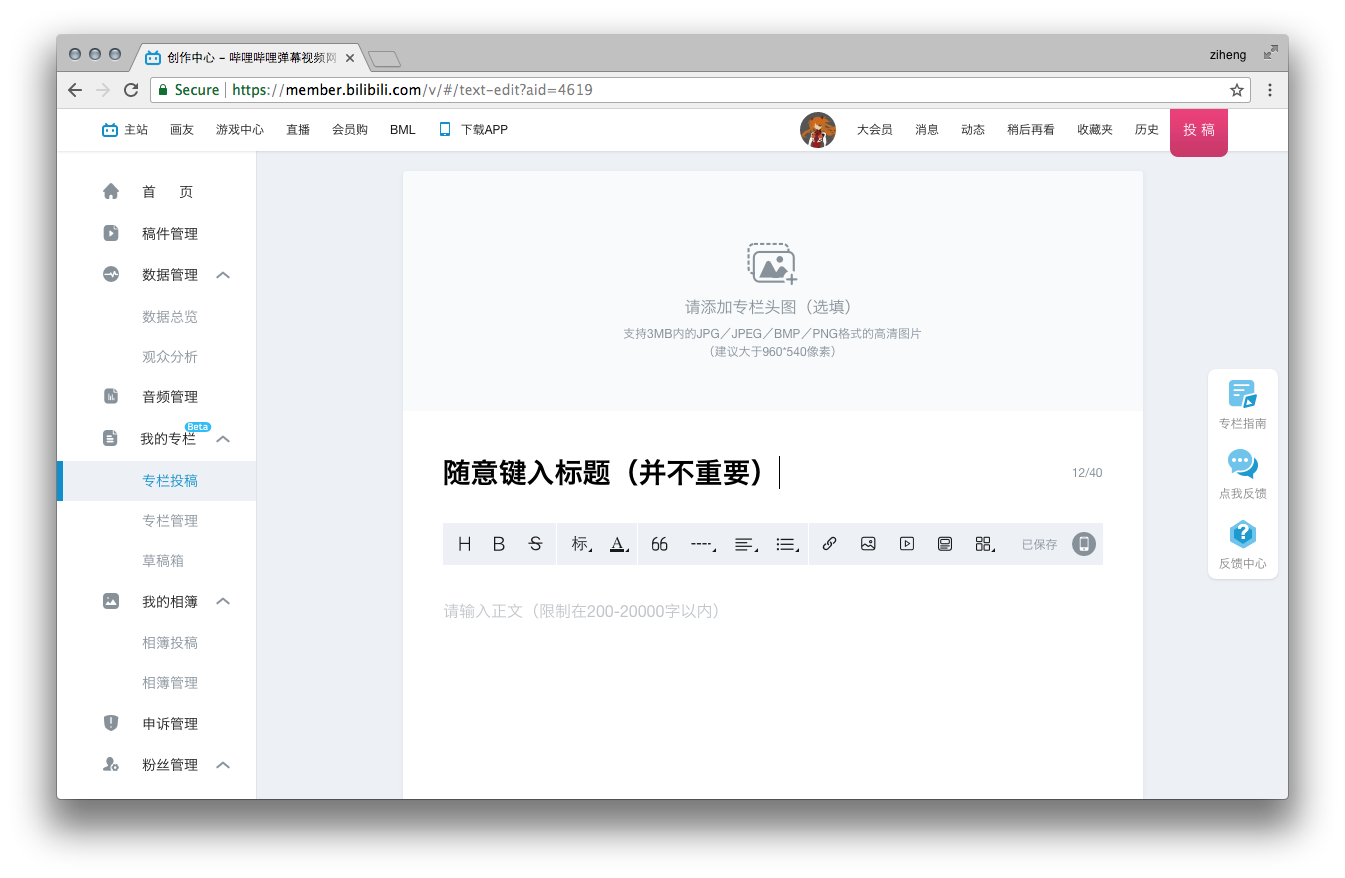 创作中心 – 哔哩哔哩弹幕视频网
ziheng
Secure https://member.bilibili.com/v/#/text-edit?aid=4619
主站 画友 游戏中心 直播 会员购 BML 下载APP 大会员 消息 动态 稍后再看 收藏夹 历史 投 稿
首 页
稿件管理
数据管理
数据总览
观众分析
音频管理
Beta
我的专栏
专栏投稿
专栏管理
草稿箱
我的相簿
相簿投稿
相簿管理
申诉管理
粉丝管理
请添加专栏头图（选填）
支持3MB内的JPG／JPEG／BMP／PNG格式的高清图片
（建议大于960*540像素）
随意键入标题（并不重要） 12/40
H B S 标 A 66 已保存
请输入正文（限制在200-20000字以内）
专栏指南
点我反馈
反馈中心